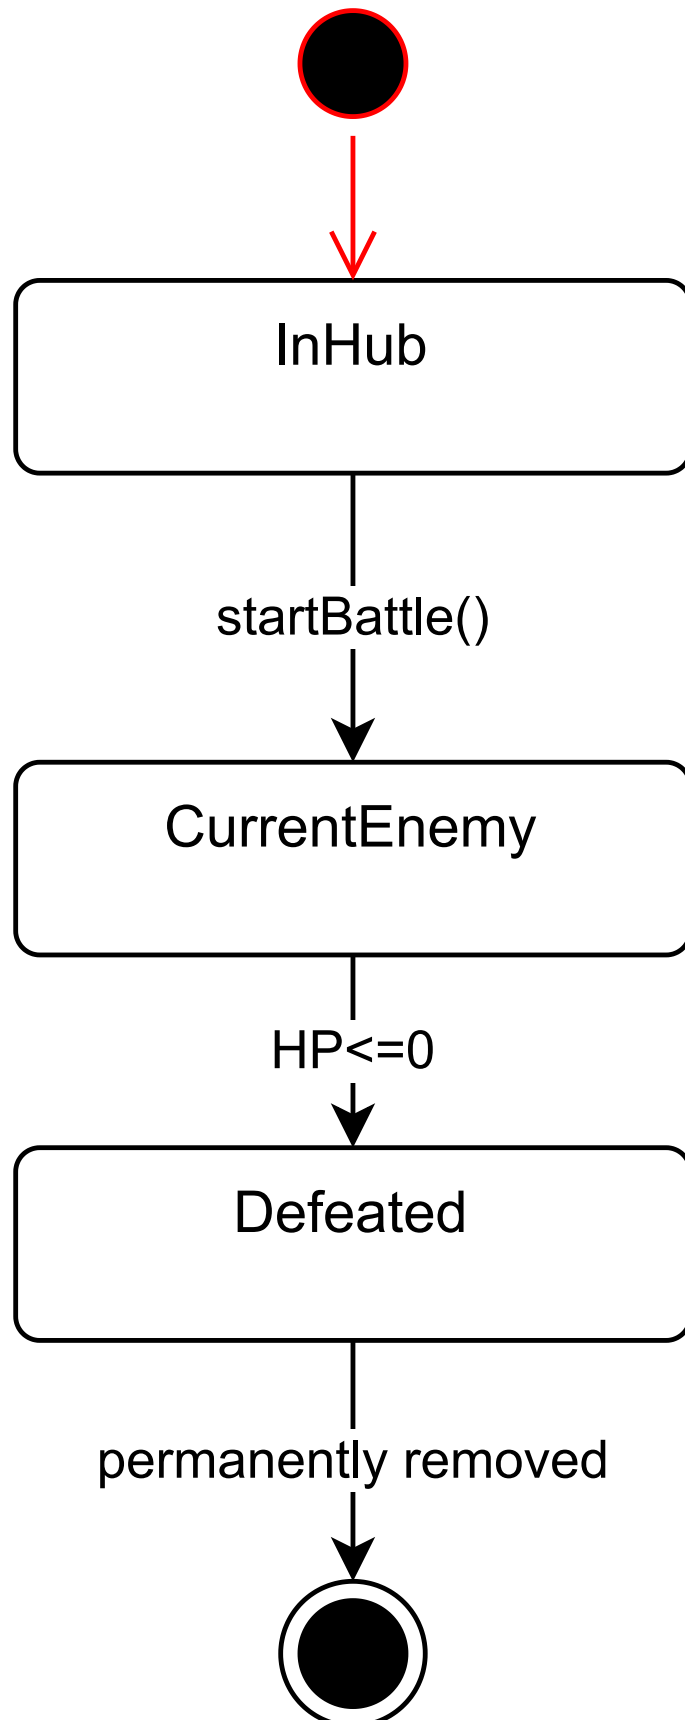 InHub
startBattle()
CurrentEnemy
HP<=0
Defeated
permanently removed